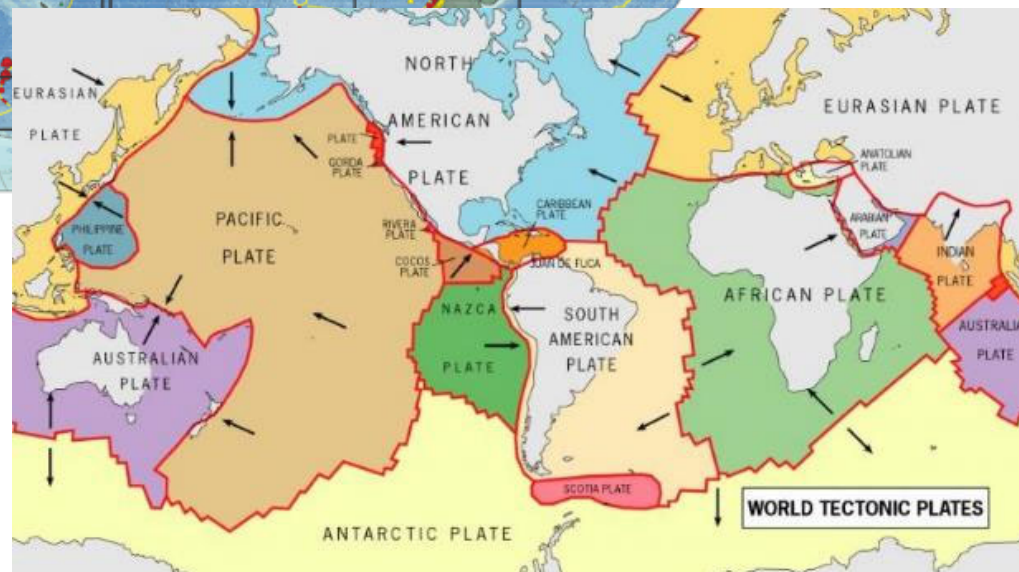 NORTH
AMERICAN
PLATE
EURASIAN
PLATE
EURASIAN PLATE
ANATOLIAN
PLATE
PLATE
GORDA
PLATE
PHILIPPINE
PLATE
PACIFIC
PLATE
RIVERA
PLATE
COCOS
PLATE
CARIBBEAN
PLATE
JUAN DE FUCA
ARABIAN
PLATE
INDIAN
PLATE
AFRICAN PLATE
NAZCA
PLATE
SOUTH
AMERICAN
PLATE
AUSTRALIAN
PLATE
AUSTRALIA
PLATE
SCOTIA PLATE
ANTARCTIC PLATE
WORLD TECTONIC PLATES